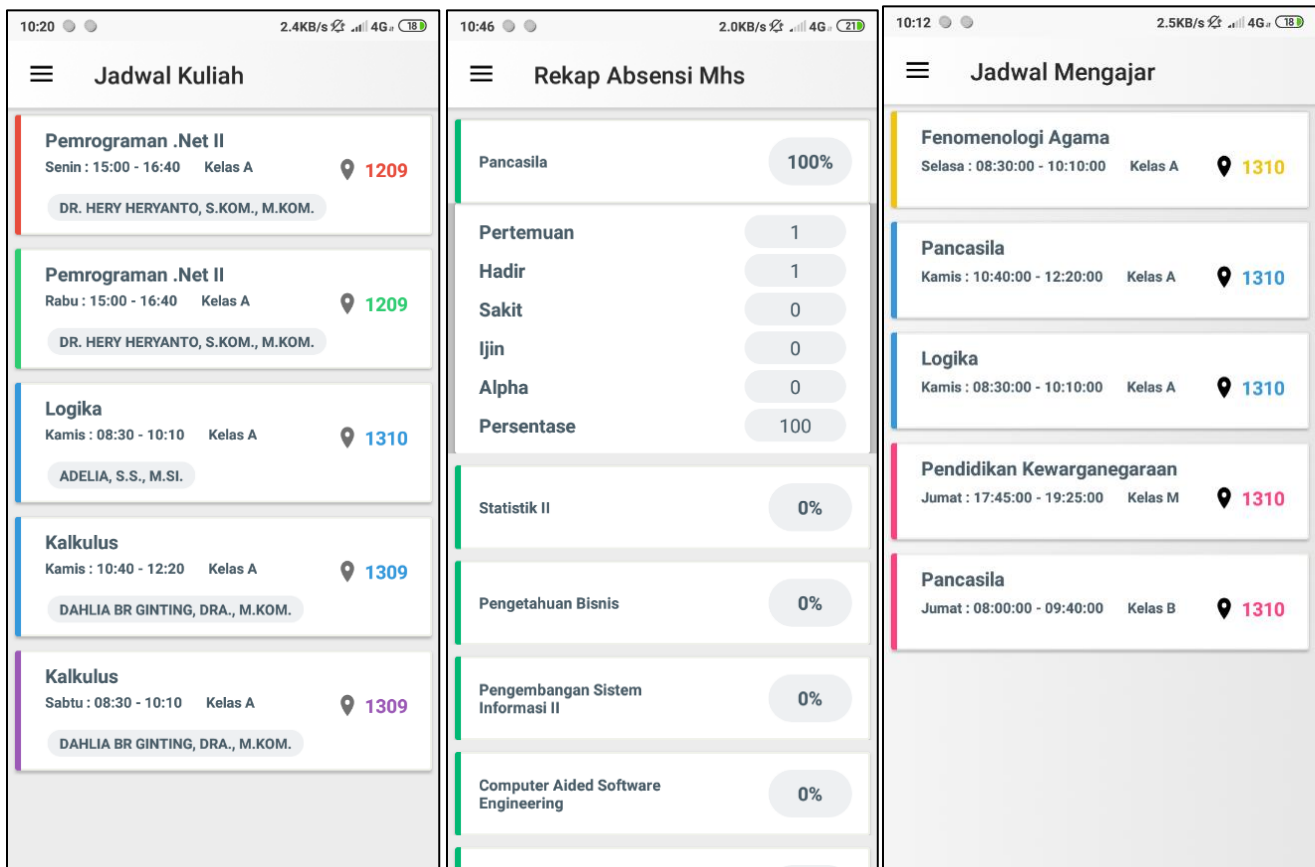 10:20 2.4KB/s 4G 18
Jadwal Kuliah
Pemrograman .Net II
Senin : 15:00 - 16:40 Kelas A
1209
DR. HERY HERYANTO, S.KOM., M.KOM.
Pemrograman .Net II
Rabu : 15:00 - 16:40 Kelas A
1209
DR. HERY HERYANTO, S.KOM., M.KOM.
Logika
Kamis : 08:30 - 10:10 Kelas A
1310
ADELIA, S.S., M.SI.
Kalkulus
Kamis : 10:40 - 12:20 Kelas A
1309
DAHLIA BR GINTING, DRA., M.KOM.
Kalkulus
Sabtu : 08:30 - 10:10 Kelas A
1309
DAHLIA BR GINTING, DRA., M.KOM.
10:46 2.0KB/s 4G 21
Rekap Absensi Mhs
Pancasila 100%
Pertemuan 1
Hadir 1
Sakit 0
Ijin 0
Alpha 0
Persentase 100
Statistik II 0%
Pengetahuan Bisnis 0%
Pengembangan Sistem
Informasi II
0%
Computer Aided Software
Engineering
0%
10:12 2.5KB/s 4G 18
Jadwal Mengajar
Fenomenologi Agama
Selasa : 08:30:00 - 10:10:00 Kelas A
1310
Pancasila
Kamis : 10:40:00 - 12:20:00 Kelas A
1310
Logika
Kamis : 08:30:00 - 10:10:00 Kelas A
1310
Pendidikan Kewarganegaraan
Jumat : 17:45:00 - 19:25:00 Kelas M
1310
Pancasila
Jumat : 08:00:00 - 09:40:00 Kelas B
1310